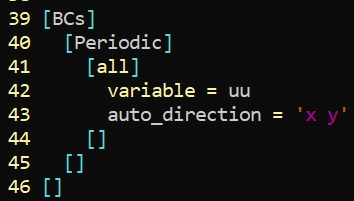 39 [BCs]
40   [Periodic]
41     [all]
42       variable = uu
43       auto_direction = 'x y'
44     []
45   []
46 []